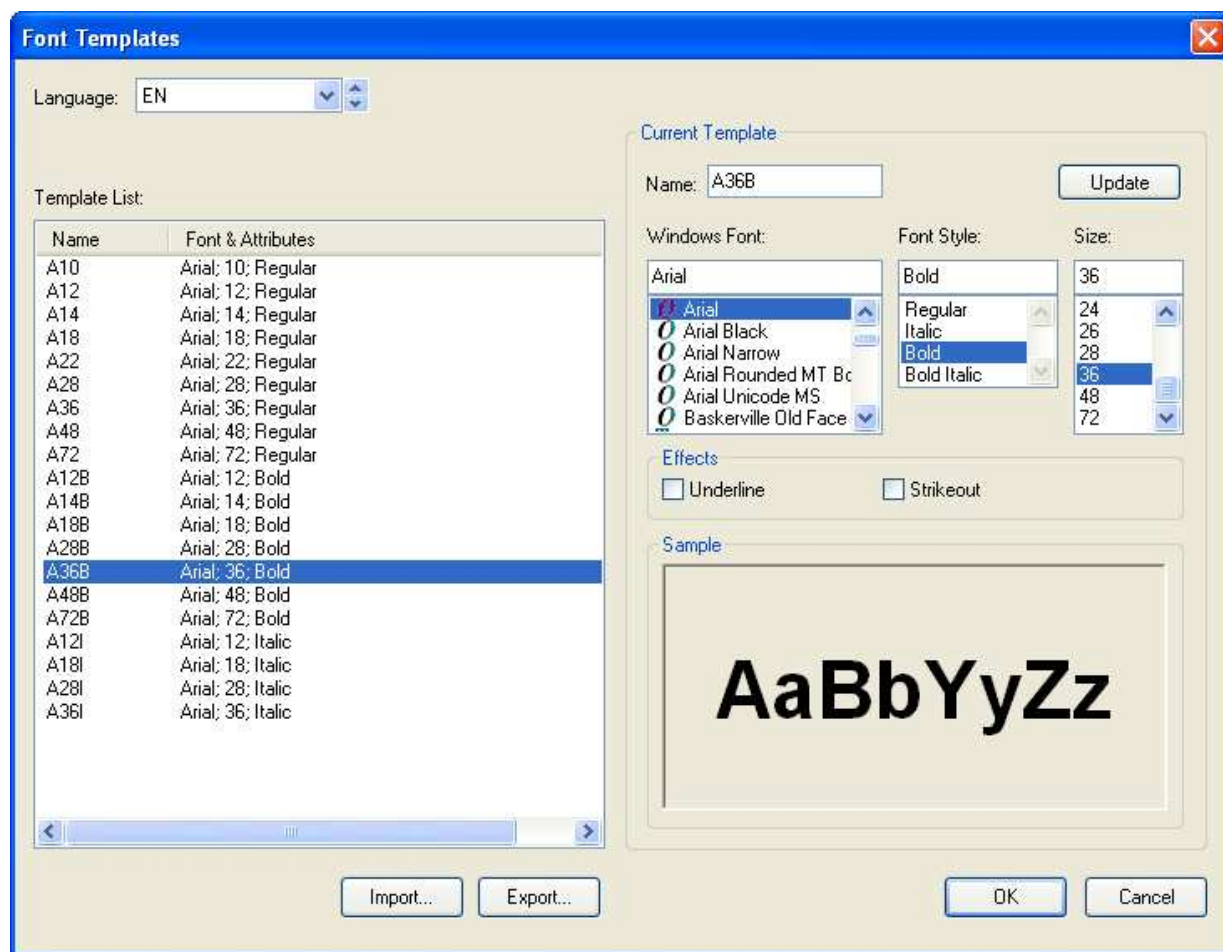 Font Templates
Language: EN
Template List:
Name Font & Attributes
A10 Arial; 10; Regular
A12 Arial; 12; Regular
A14 Arial; 14; Regular
A18 Arial; 18; Regular
A22 Arial; 22; Regular
A28 Arial; 28; Regular
A36 Arial; 36; Regular
A48 Arial; 48; Regular
A72 Arial; 72; Regular
A12B Arial; 12; Bold
A14B Arial; 14; Bold
A18B Arial; 18; Bold
A28B Arial; 28; Bold
A36B Arial; 36; Bold
A48B Arial; 48; Bold
A72B Arial; 72; Bold
A12I Arial; 12; Italic
A18I Arial; 18; Italic
A28I Arial; 28; Italic
A36I Arial; 36; Italic
Import... Export...
Current Template
Name: A36B Update
Windows Font: Font Style: Size:
Arial Bold 36
Arial Regular 24
Arial Black Italic 26
Arial Narrow Bold 28
Arial Rounded MT Bo Bold Italic 36
Arial Unicode MS 48
Baskerville Old Face 72
Effects
Underline Strikeout
Sample
AaBbYyZz
OK Cancel